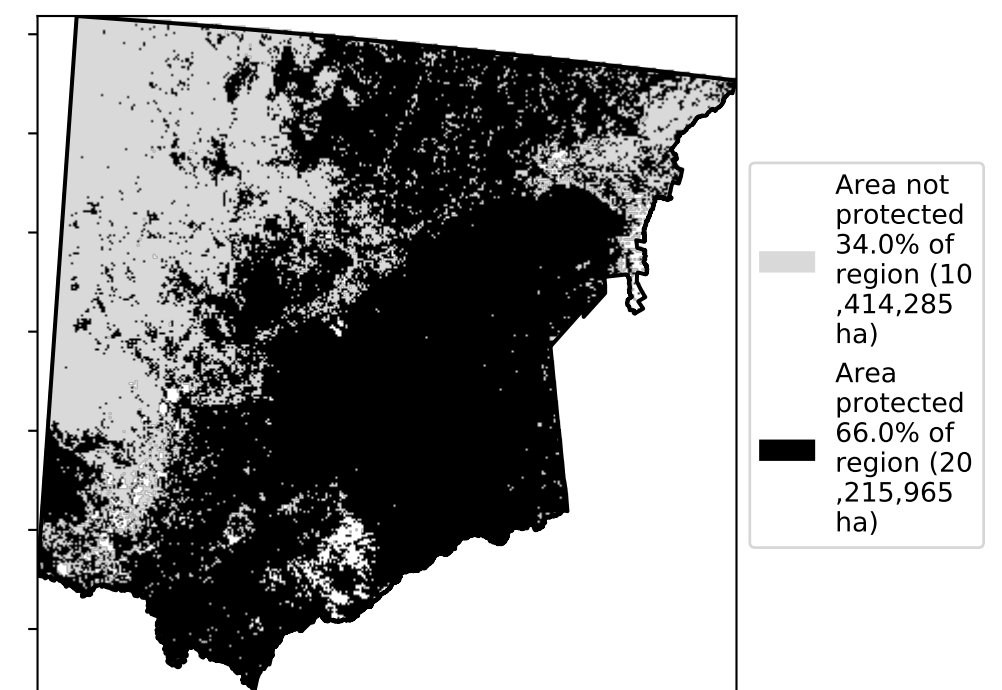 Area not
protected
34.0% of
region (10
,414,285
ha)
Area
protected
66.0% of
region (20
,215,965
ha)